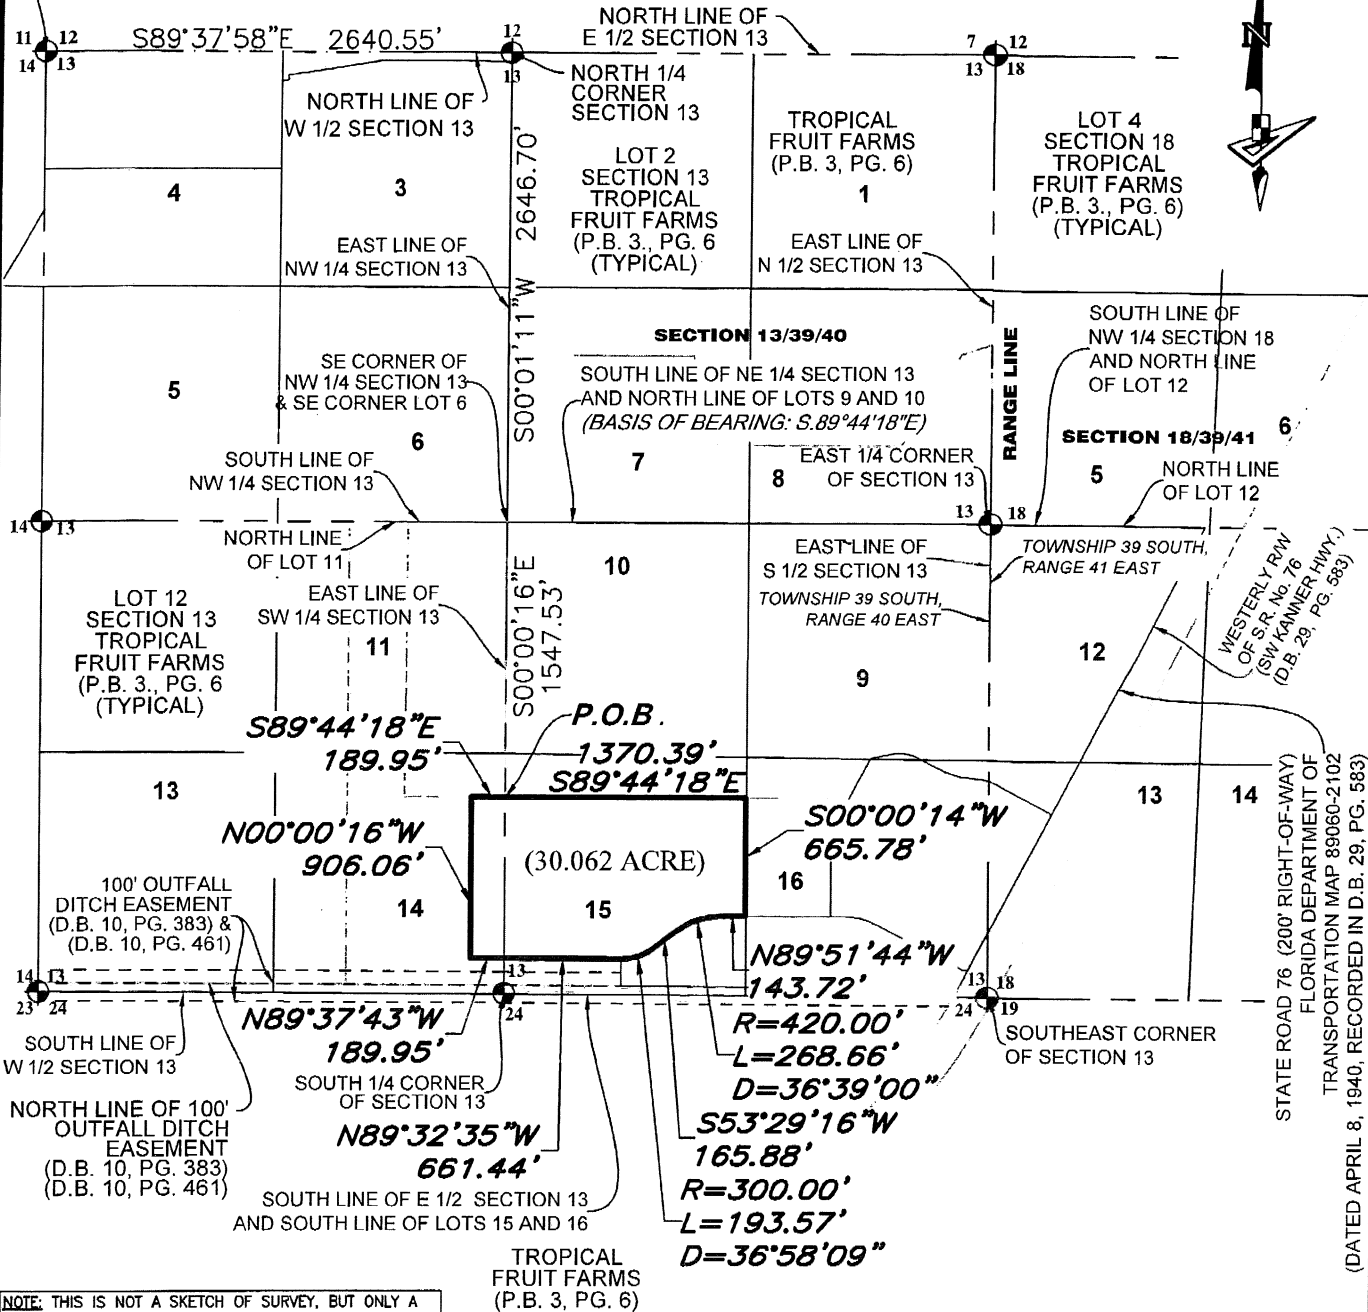 11 12
14 13
S89°37'58"E 2640.55'
12
13
NORTH LINE OF
E 1/2 SECTION 13
7 12
13 18
N
NORTH LINE OF
W 1/2 SECTION 13
NORTH 1/4
CORNER
SECTION 13
TROPICAL
FRUIT FARMS
(P.B. 3, PG. 6)
1
LOT 4
SECTION 18
TROPICAL
FRUIT FARMS
(P.B. 3., PG. 6)
(TYPICAL)
4
3
S00°01'11"W 2646.70'
LOT 2
SECTION 13
TROPICAL
FRUIT FARMS
(P.B. 3., PG. 6
(TYPICAL)
EAST LINE OF
NW 1/4 SECTION 13
EAST LINE OF
N 1/2 SECTION 13
SECTION 13/39/40
RANGE LINE
SOUTH LINE OF
NW 1/4 SECTION 18
AND NORTH LINE
OF LOT 12
5
SE CORNER OF
NW 1/4 SECTION 13
& SE CORNER LOT 6
6
SOUTH LINE OF NE 1/4 SECTION 13
AND NORTH LINE OF LOTS 9 AND 10
(BASIS OF BEARING: S.89°44'18"E)
7
8
SECTION 18/39/41
6
5
SOUTH LINE OF
NW 1/4 SECTION 13
EAST 1/4 CORNER
OF SECTION 13
NORTH LINE
OF LOT 12
14 13
13 18
NORTH LINE
OF LOT 11
10
EAST LINE OF
S 1/2 SECTION 13
TOWNSHIP 39 SOUTH,
RANGE 41 EAST
TOWNSHIP 39 SOUTH,
RANGE 40 EAST
WESTERLY R/W
OF S.R. No. 76
(SW KANNER HWY.)
(D.B. 29, PG. 583)
LOT 12
SECTION 13
TROPICAL
FRUIT FARMS
(P.B. 3., PG. 6
(TYPICAL)
EAST LINE OF
SW 1/4 SECTION 13
11
S00°00'16"E
1547.53'
9
12
S89°44'18"E
189.95'
P.O.B.
1370.39'
S89°44'18"E
13
13
14
N00°00'16"W
906.06'
(30.062 ACRE)
S00°00'14"W
665.78'
16
100' OUTFALL
DITCH EASEMENT
(D.B. 10, PG. 383) &
(D.B. 10, PG. 461)
14
15
N89°51'44"W
143.72'
14 13
23 24
13
24
13 18
24 19
N89°37'43"W
189.95'
R=420.00'
L=268.66'
D=36°39'00"
SOUTHEAST CORNER
OF SECTION 13
SOUTH LINE OF
W 1/2 SECTION 13
SOUTH 1/4 CORNER
OF SECTION 13
NORTH LINE OF 100'
OUTFALL DITCH
EASEMENT
(D.B. 10, PG. 383)
(D.B. 10, PG. 461)
N89°32'35"W
661.44'
S53°29'16"W
165.88'
R=300.00'
L=193.57'
D=36°58'09"
SOUTH LINE OF E 1/2 SECTION 13
AND SOUTH LINE OF LOTS 15 AND 16
TROPICAL
FRUIT FARMS
(P.B. 3, PG. 6)
STATE ROAD 76 (200' RIGHT-OF-WAY)
FLORIDA DEPARTMENT OF
TRANSPORTATION MAP 89060-2102
(DATED APRIL 8, 1940, RECORDED IN D.B. 29, PG. 583)
NOTE: THIS IS NOT A SKETCH OF SURVEY, BUT ONLY A